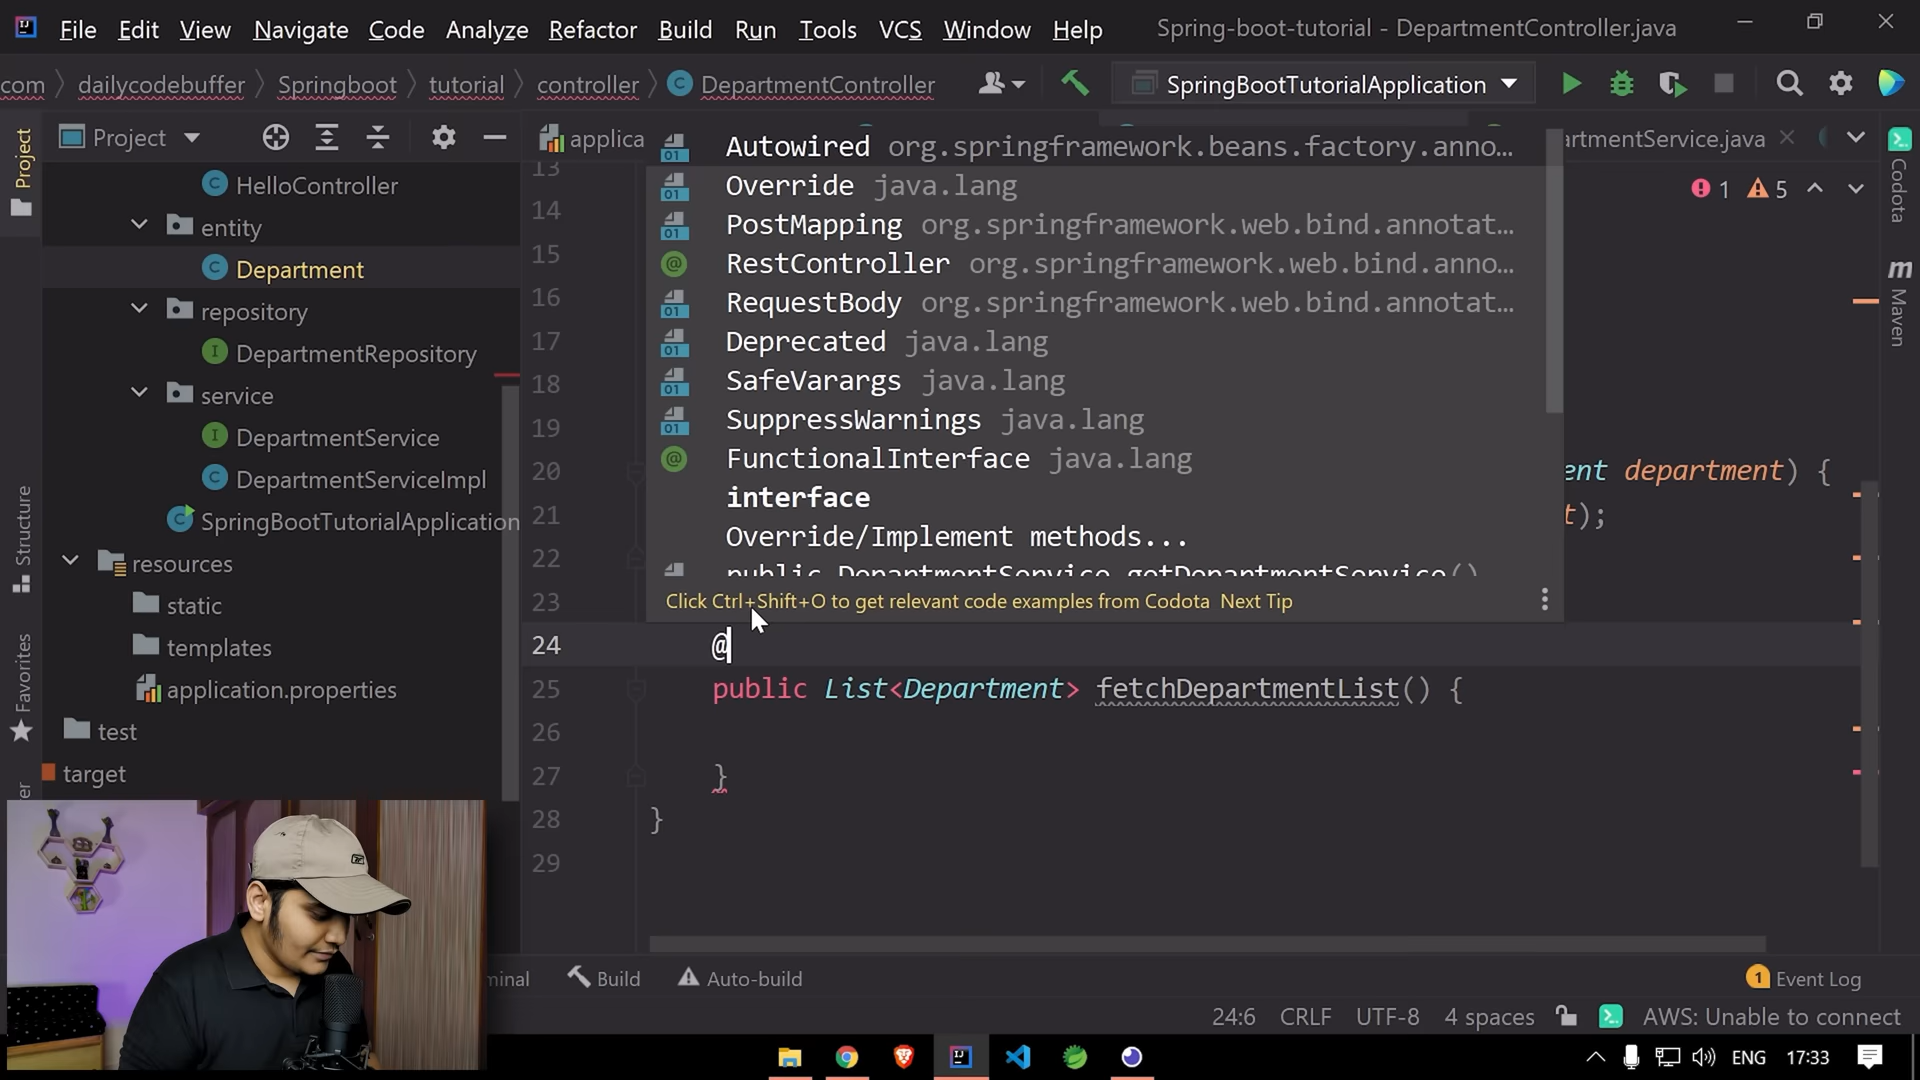 File Edit View Navigate Code Analyze Refactor Build Run Tools VCS Window Help Spring-boot-tutorial - DepartmentController.java
com dailycodebuffer Springboot tutorial controller DepartmentController SpringBootTutorialApplication
Project
Project
applica
artmentService.java
Codota
Maven
HelloController
entity
Department
repository
DepartmentRepository
service
DepartmentService
DepartmentServiceImpl
SpringBootTutorialApplication
resources
static
templates
application.properties
test
target
Structure
Favorites
1 5
Autowired org.springframework.beans.factory.anno...
Override java.lang
PostMapping org.springframework.web.bind.annotat...
RestController org.springframework.web.bind.anno...
RequestBody org.springframework.web.bind.annotat...
Deprecated java.lang
SafeVarargs java.lang
SuppressWarnings java.lang
FunctionalInterface java.lang
interface
Override/Implement methods...
public DepartmentService getDepartmentService()
Click Ctrl+Shift+O to get relevant code examples from Codota Next Tip
13
14
15
16
17
18
19
20 ent department) {
21 t);
22
23
24 @
25 public List<Department> fetchDepartmentList() {
26
27 }
28 }
29
minal Build Auto-build Event Log
24:6 CRLF UTF-8 4 spaces AWS: Unable to connect
ENG 17:33